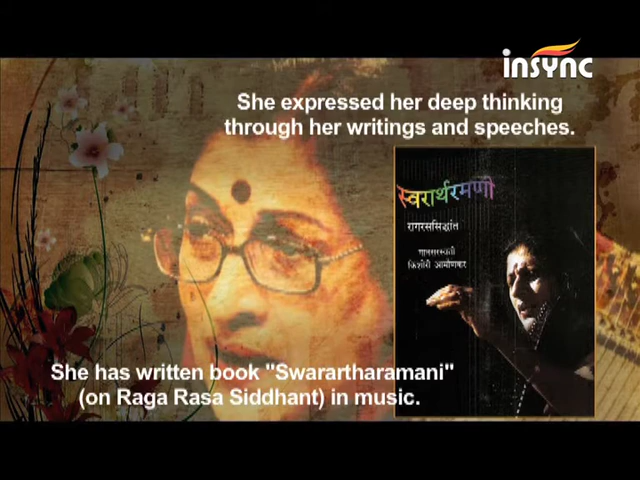 insync
She expressed her deep thinking
through her writings and speeches.
स्वरार्थरमणी
रागरससिद्धांत
गानसरस्वती
किशोरी आमोणकर
She has written book "Swarartharamani"
(on Raga Rasa Siddhant) in music.